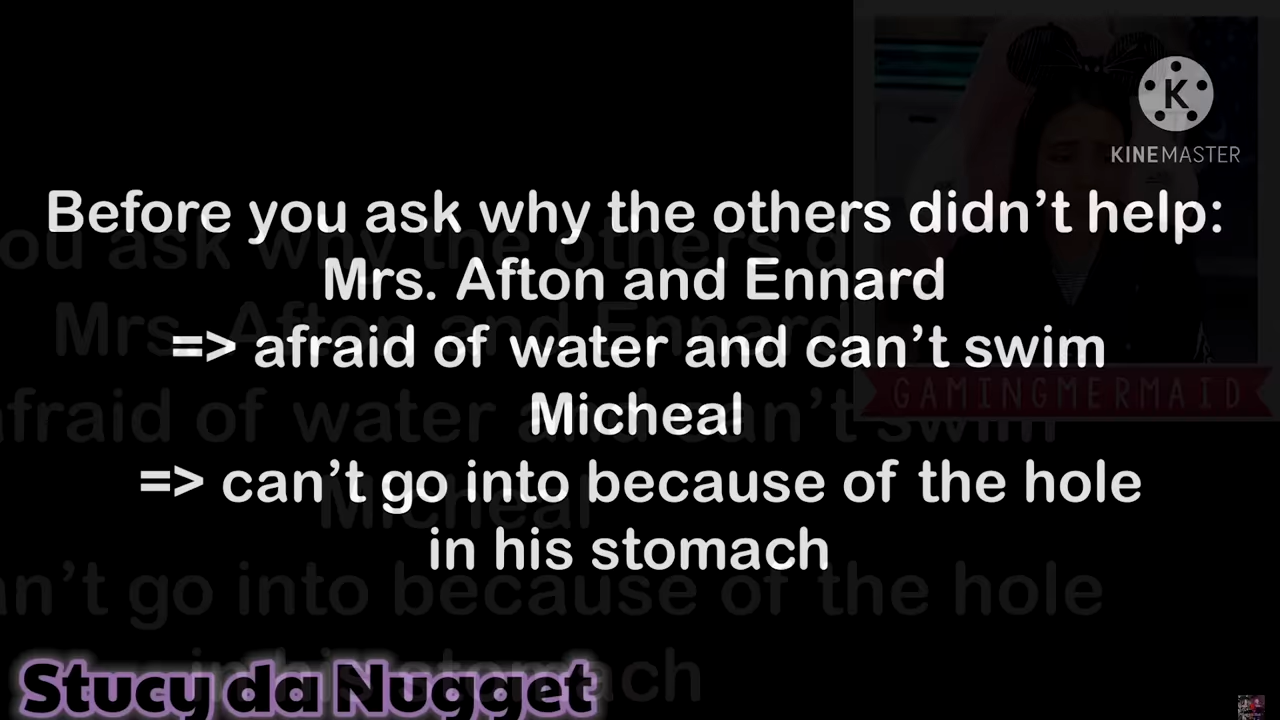 KINEMASTER
Before you ask why the others didn't help:
Mrs. Afton and Ennard
=> afraid of water and can't swim
Micheal
=> can't go into because of the hole
in his stomach
GAMINGMERMAID
Stucy da Nugget